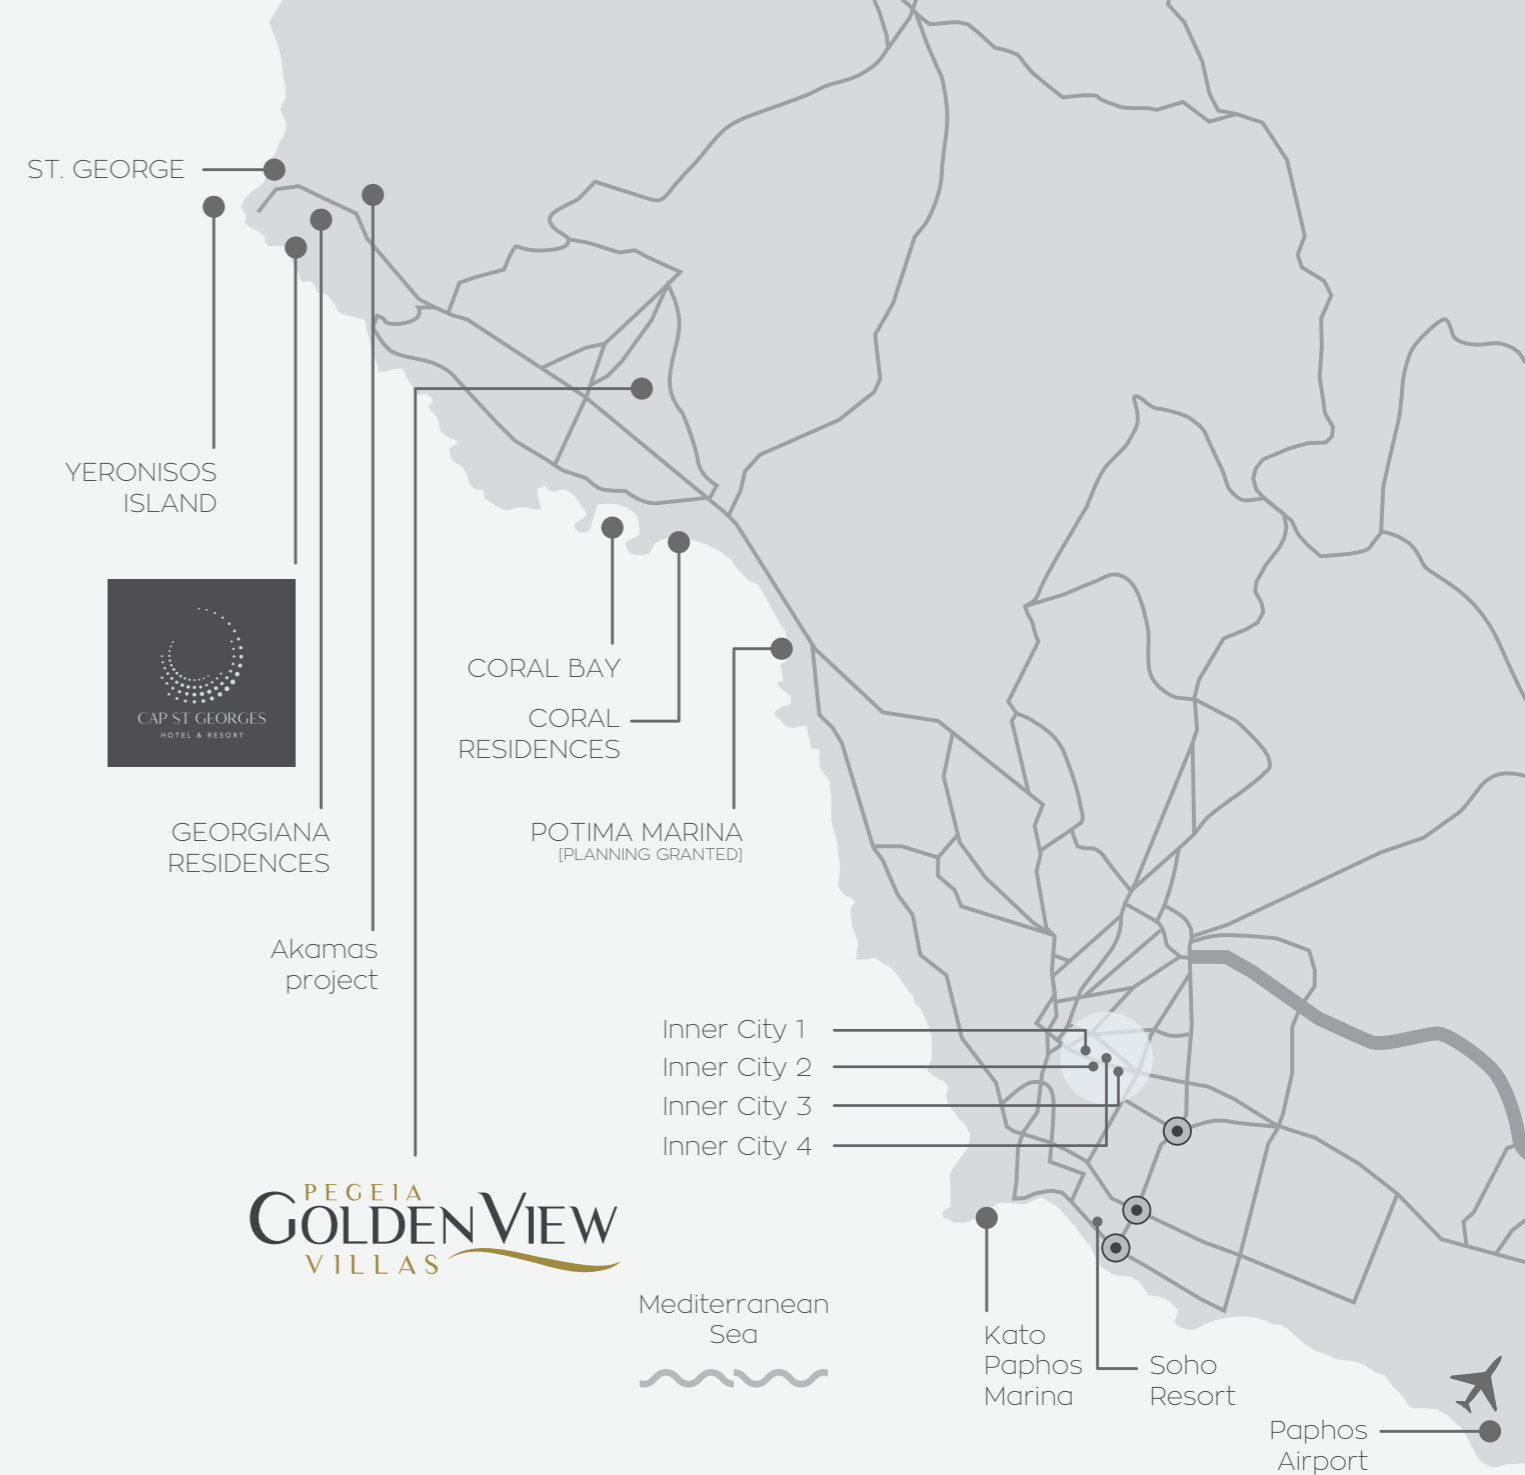 ST. GEORGE
YERONISOS
ISLAND
CAP ST GEORGES
HOTEL & RESORT
CORAL BAY
CORAL
RESIDENCES
GEORGIANA
RESIDENCES
POTIMA MARINA
[PLANNING GRANTED]
Akamas
project
Inner City 1
Inner City 2
Inner City 3
Inner City 4
PEGEIA
GOLDEN VIEW
VILLAS
Mediterranean
Sea
Kato
Paphos
Marina
Soho
Resort
Paphos
Airport